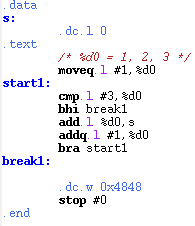 .data
s:
.dc.l 0
.text
/* %d0 = 1, 2, 3 */
moveq.l #1,%d0
start1:
cmp.l #3,%d0
bhi break1
add.l %d0,s
addq.l #1,%d0
bra start1
break1:
.dc.w 0x4848
stop #0
.end